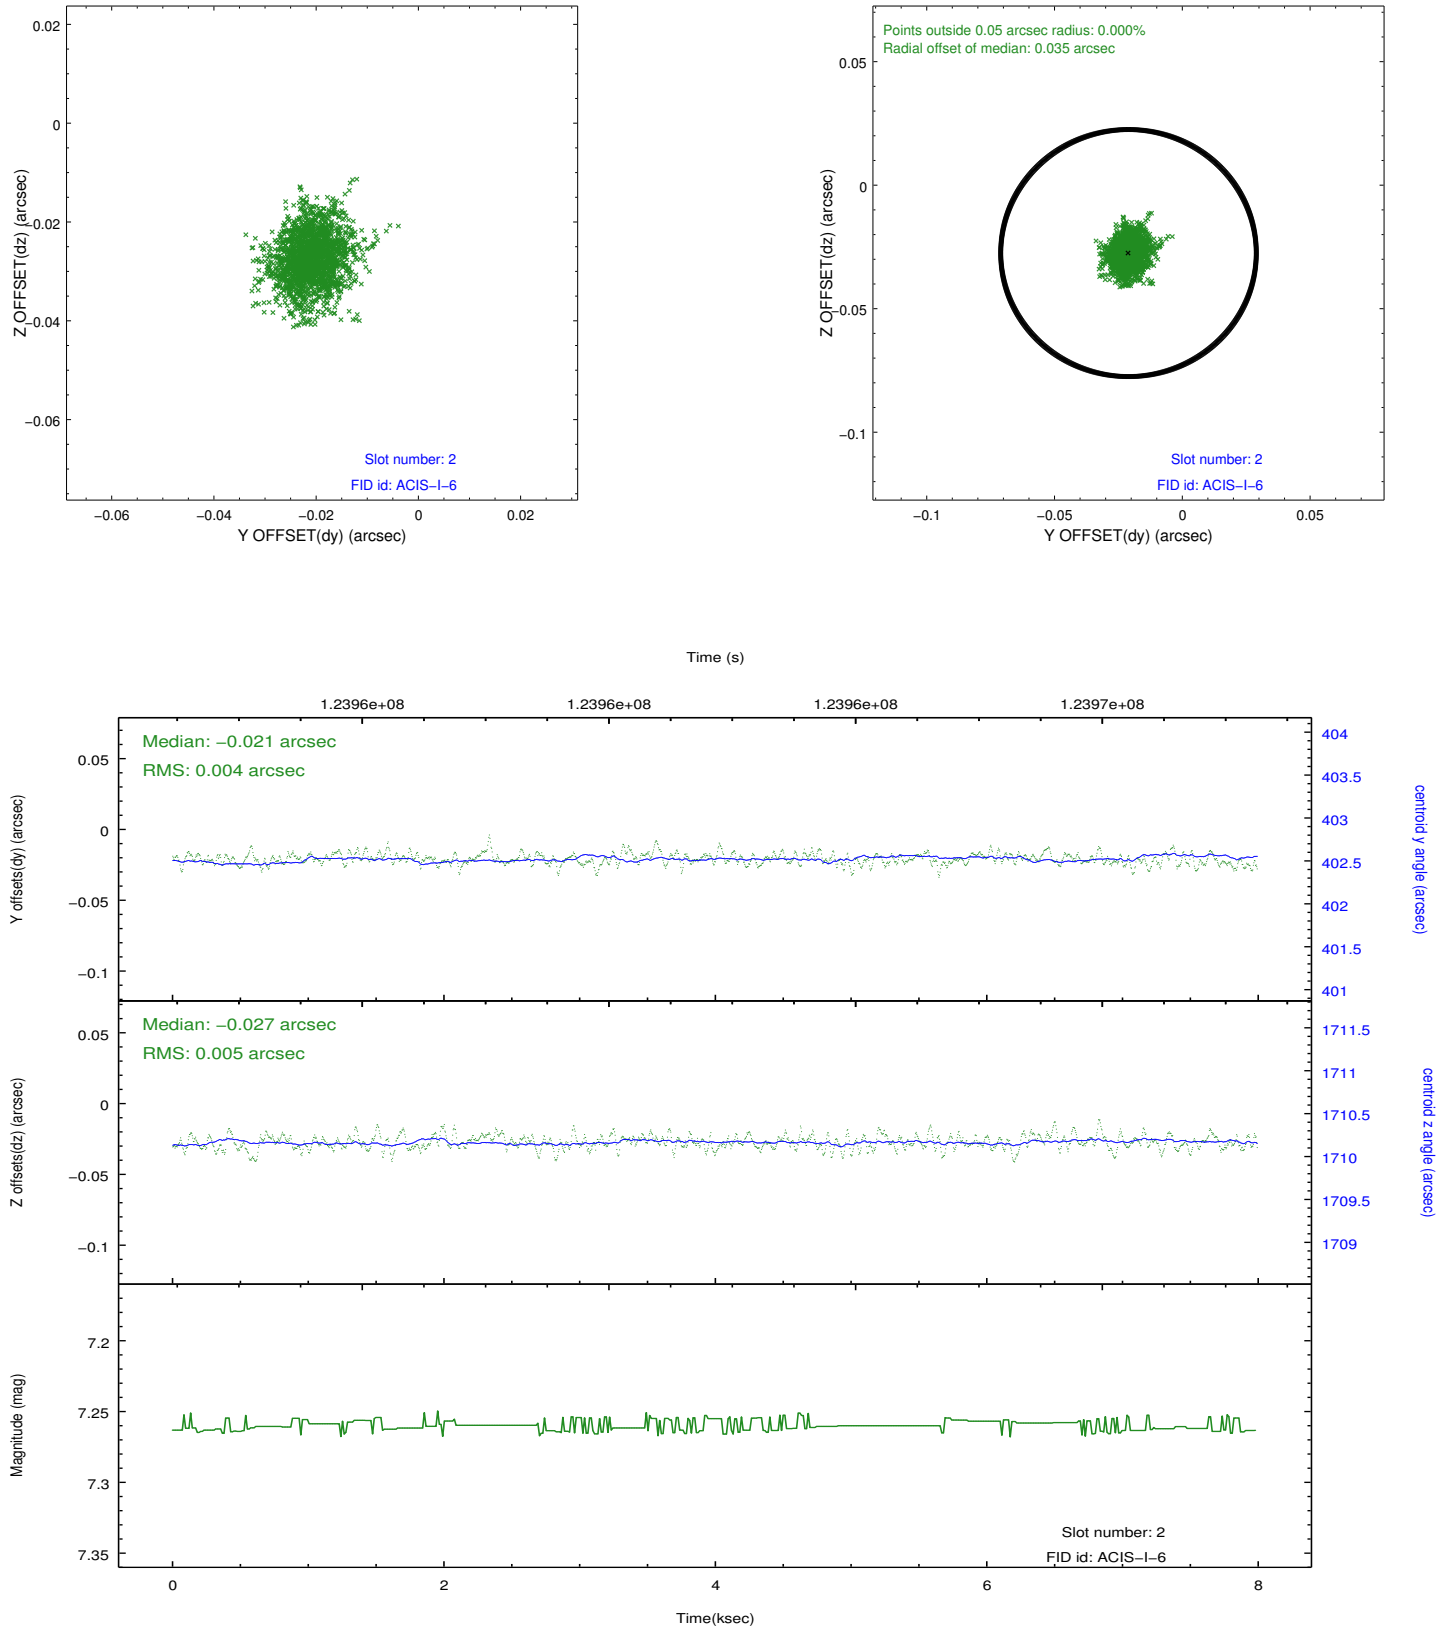 0.02
0
−0.02
−0.04
−0.06
Z OFFSET(dz) (arcsec)
Slot number: 2
FID id: ACIS−I−6
−0.06
−0.04
−0.02
0
0.02
Y OFFSET(dy) (arcsec)
Points outside 0.05 arcsec radius: 0.000%
Radial offset of median: 0.035 arcsec
0.05
0
−0.05
−0.1
Z OFFSET(dz) (arcsec)
Slot number: 2
FID id: ACIS−I−6
−0.1
−0.05
0
0.05
Y OFFSET(dy) (arcsec)
Time (s)
1.2396e+08
1.2396e+08
1.2396e+08
1.2397e+08
Median: −0.021 arcsec
RMS: 0.004 arcsec
0.05
0
−0.05
−0.1
Y offsets(dy) (arcsec)
404
403.5
403
402.5
402
401.5
401
centroid y angle (arcsec)
Median: −0.027 arcsec
RMS: 0.005 arcsec
0.05
0
−0.05
−0.1
Z offsets(dz) (arcsec)
1711.5
1711
1710.5
1710
1709.5
1709
centroid z angle (arcsec)
7.2
7.25
7.3
7.35
Magnitude (mag)
Slot number: 2
FID id: ACIS−I−6
0
2
4
6
8
Time(ksec)